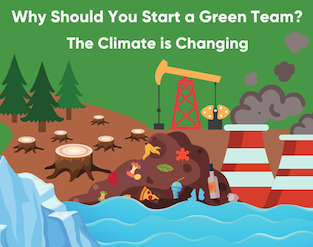 Why Should You Start a Green Team?
The Climate is Changing